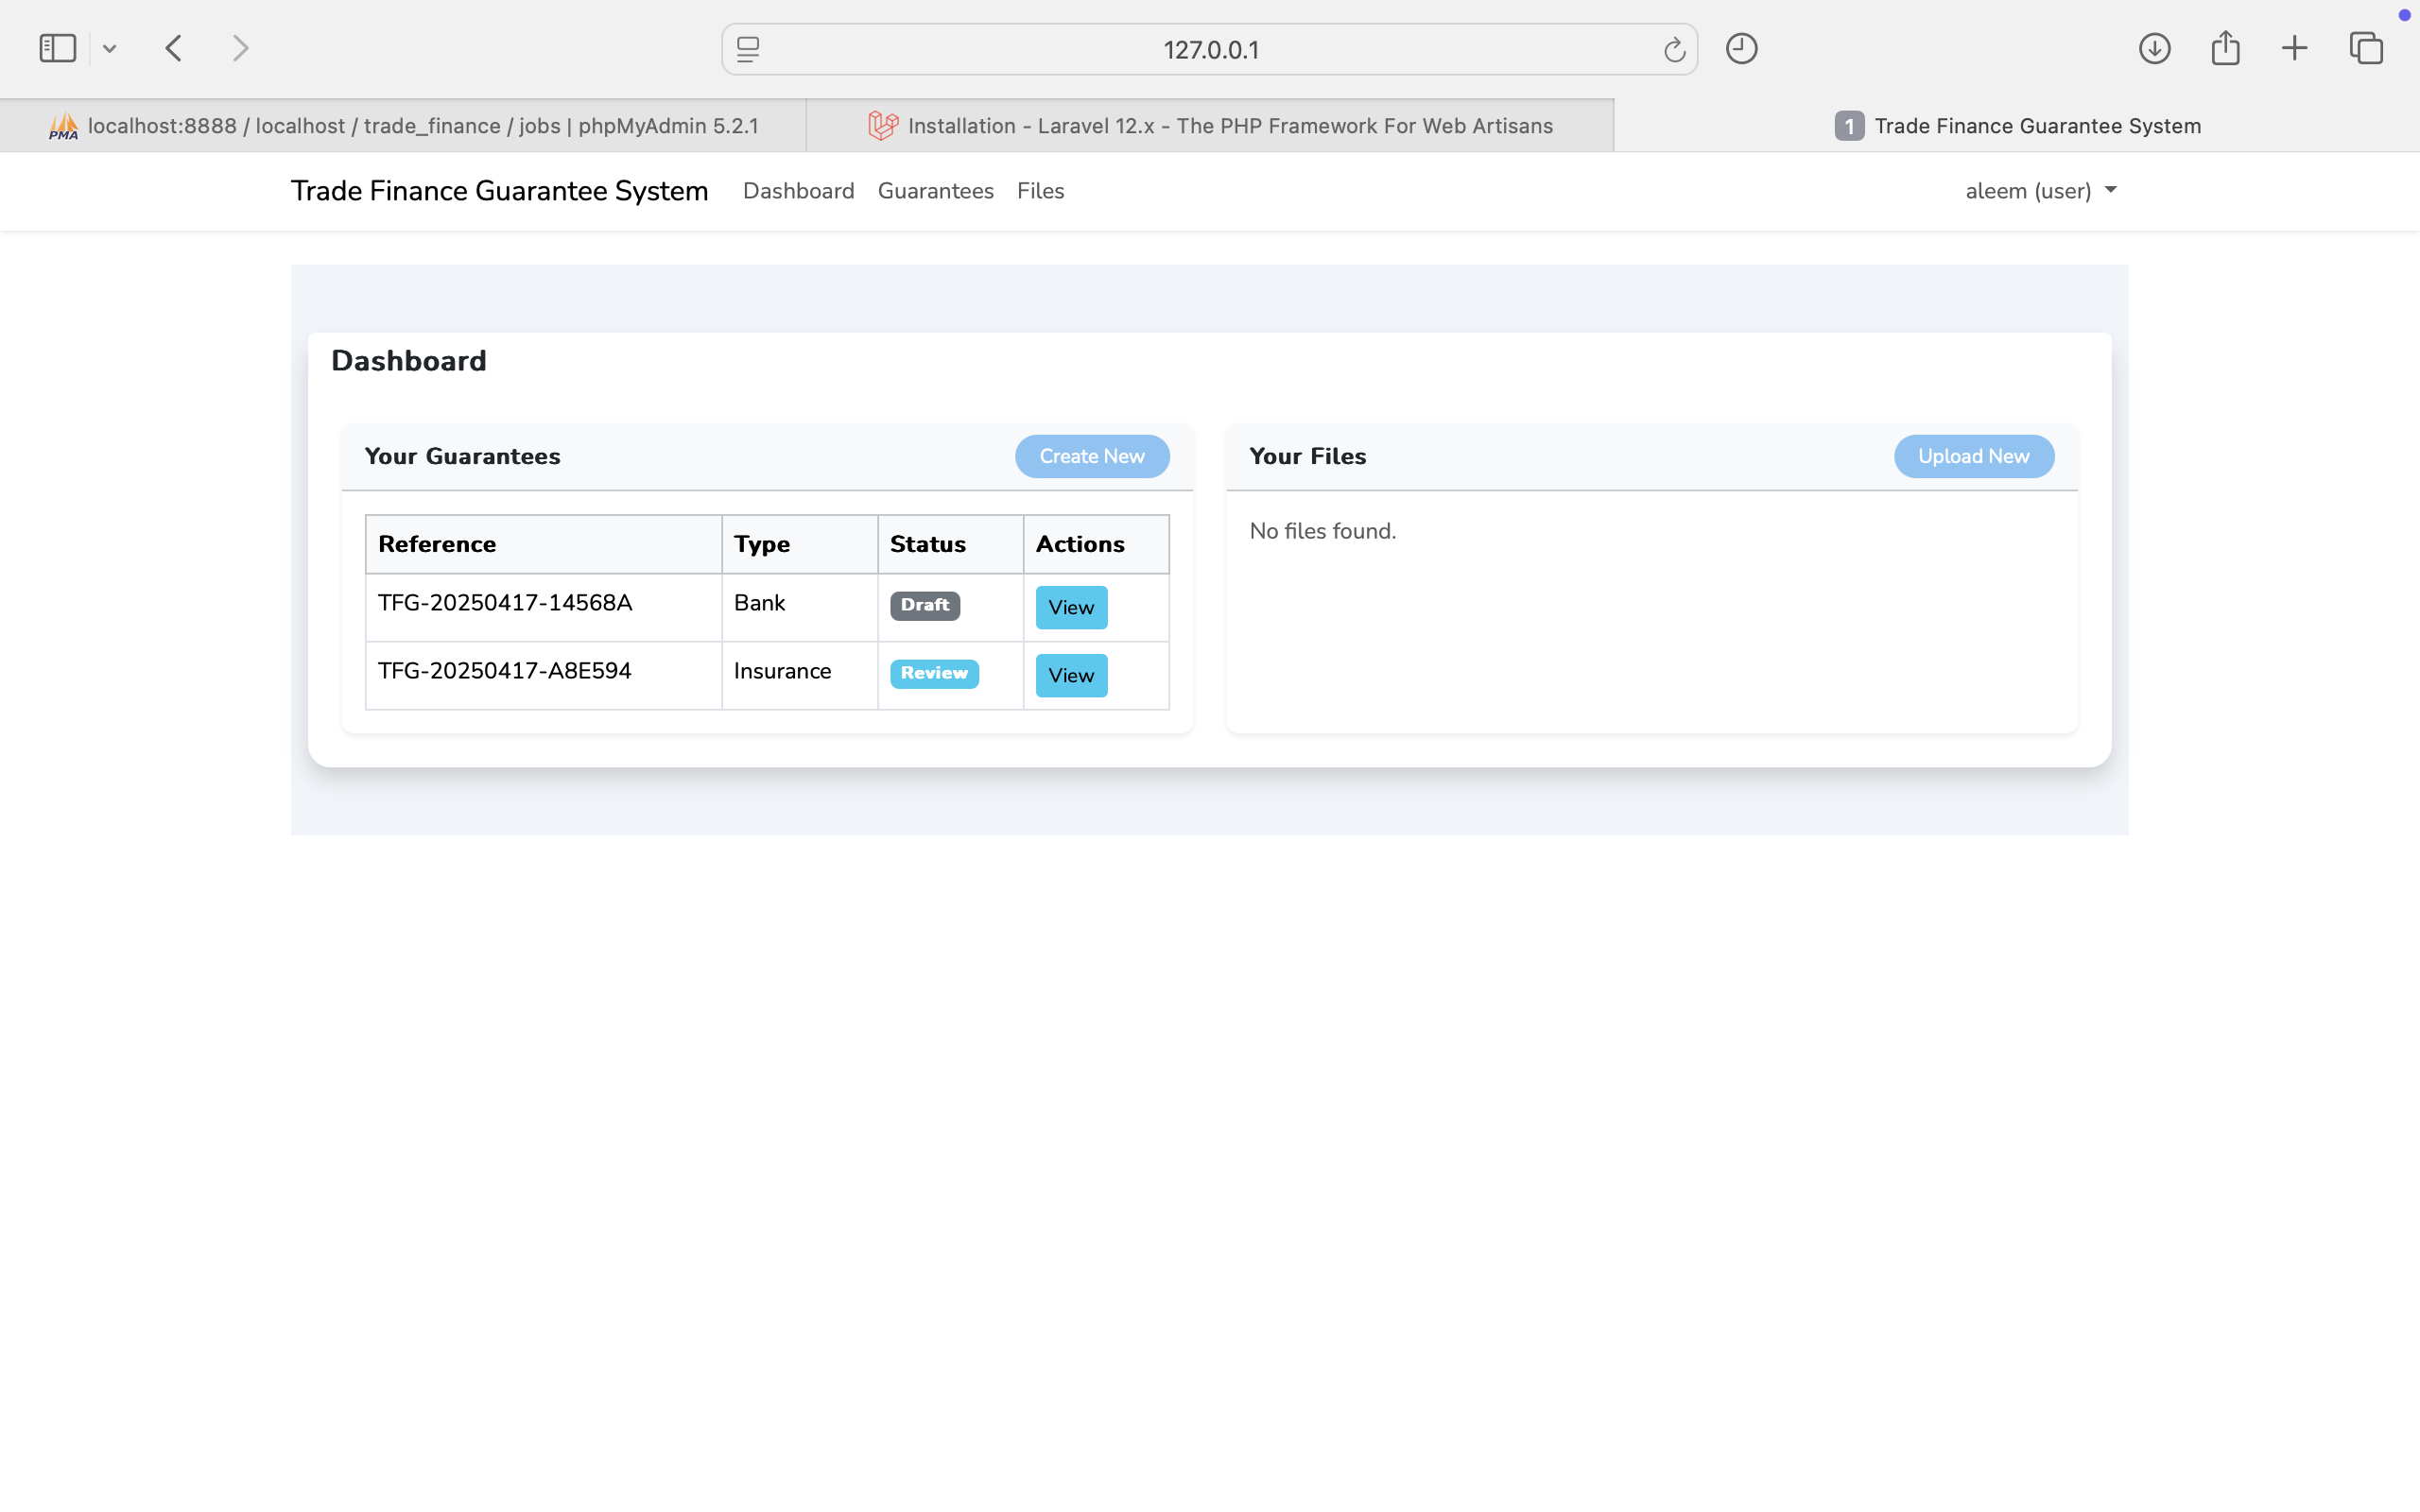 127.0.0.1
PMA localhost:8888 / localhost / trade_finance / jobs | phpMyAdmin 5.2.1
Installation - Laravel 12.x - The PHP Framework For Web Artisans
1 Trade Finance Guarantee System
Trade Finance Guarantee System Dashboard Guarantees Files aleem (user)
Dashboard
Your Guarantees Create New
Reference Type Status Actions
TFG-20250417-14568A Bank Draft View
TFG-20250417-A8E594 Insurance Review View
Your Files Upload New
No files found.